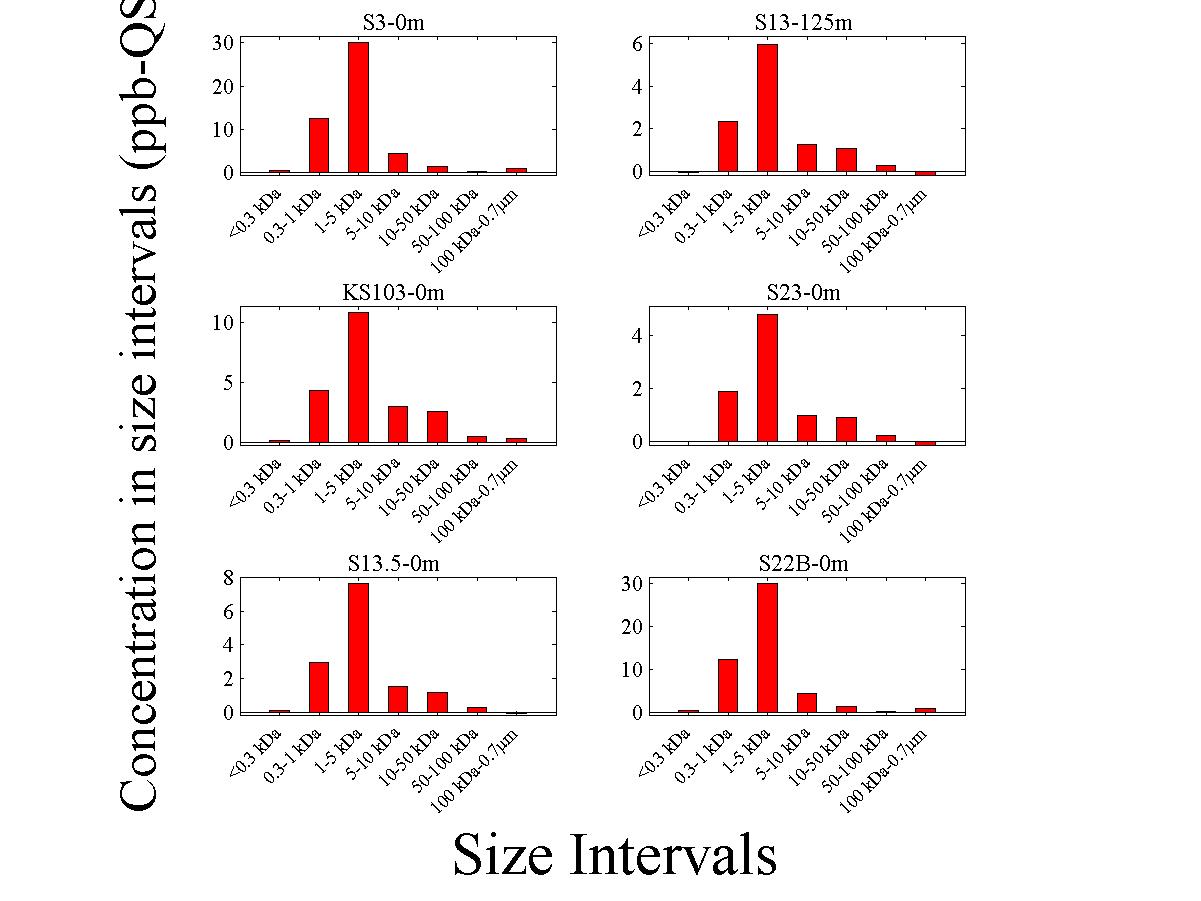 Concentration in size intervals (ppb-QS
S3-0m
30
20
10
0
<0.3 kDa
0.3-1 kDa
1-5 kDa
5-10 kDa
10-50 kDa
50-100 kDa
100 kDa-0.7µm
S13-125m
6
4
2
0
<0.3 kDa
0.3-1 kDa
1-5 kDa
5-10 kDa
10-50 kDa
50-100 kDa
100 kDa-0.7µm
KS103-0m
10
5
0
<0.3 kDa
0.3-1 kDa
1-5 kDa
5-10 kDa
10-50 kDa
50-100 kDa
100 kDa-0.7µm
S23-0m
4
2
0
<0.3 kDa
0.3-1 kDa
1-5 kDa
5-10 kDa
10-50 kDa
50-100 kDa
100 kDa-0.7µm
S13.5-0m
8
6
4
2
0
<0.3 kDa
0.3-1 kDa
1-5 kDa
5-10 kDa
10-50 kDa
50-100 kDa
100 kDa-0.7µm
S22B-0m
30
20
10
0
<0.3 kDa
0.3-1 kDa
1-5 kDa
5-10 kDa
10-50 kDa
50-100 kDa
100 kDa-0.7µm
Size Intervals